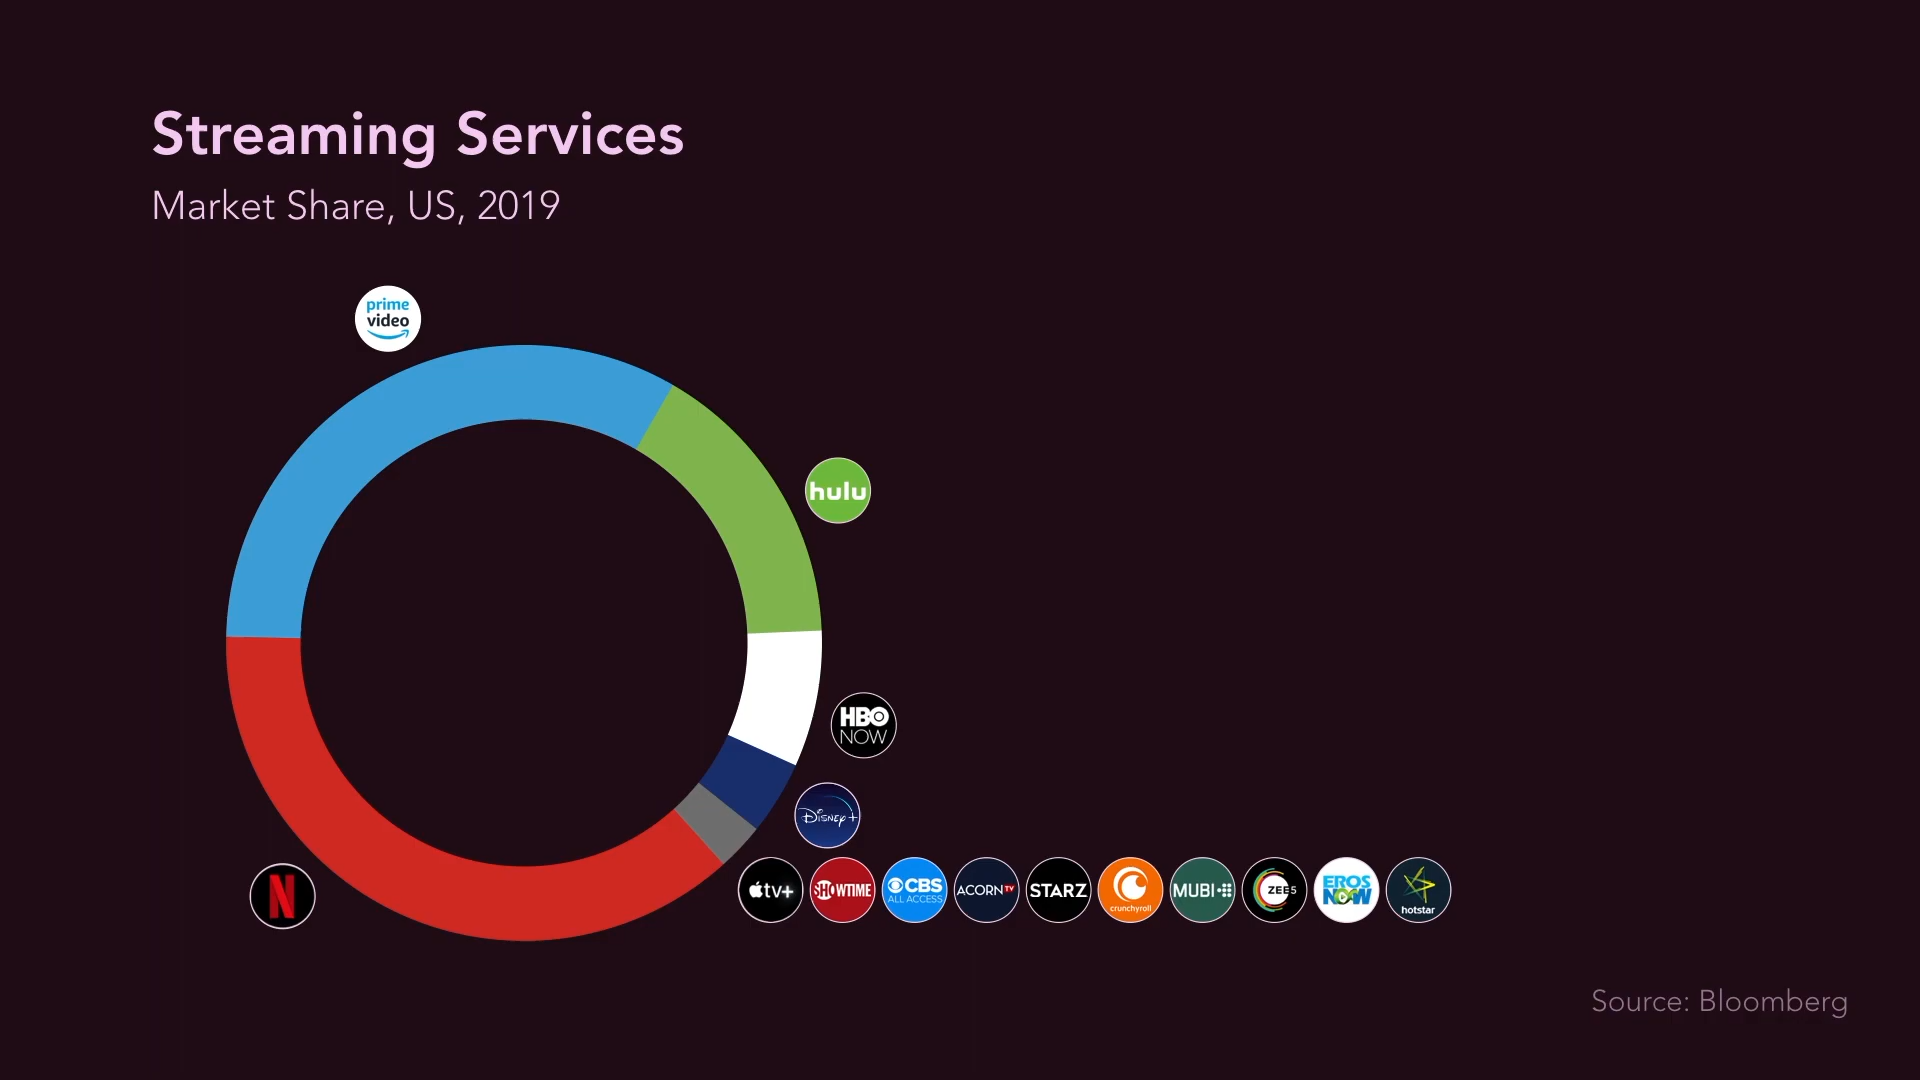 Streaming Services
Market Share, US, 2019
prime
video
hulu
HBO
NOW
Disney+
N
tv+
SHOWTIME
CBS
ALL ACCESS
ACORN TV
STARZ
crunchyroll
MUBI
ZEE5
EROS
NOW
hotstar
Source: Bloomberg